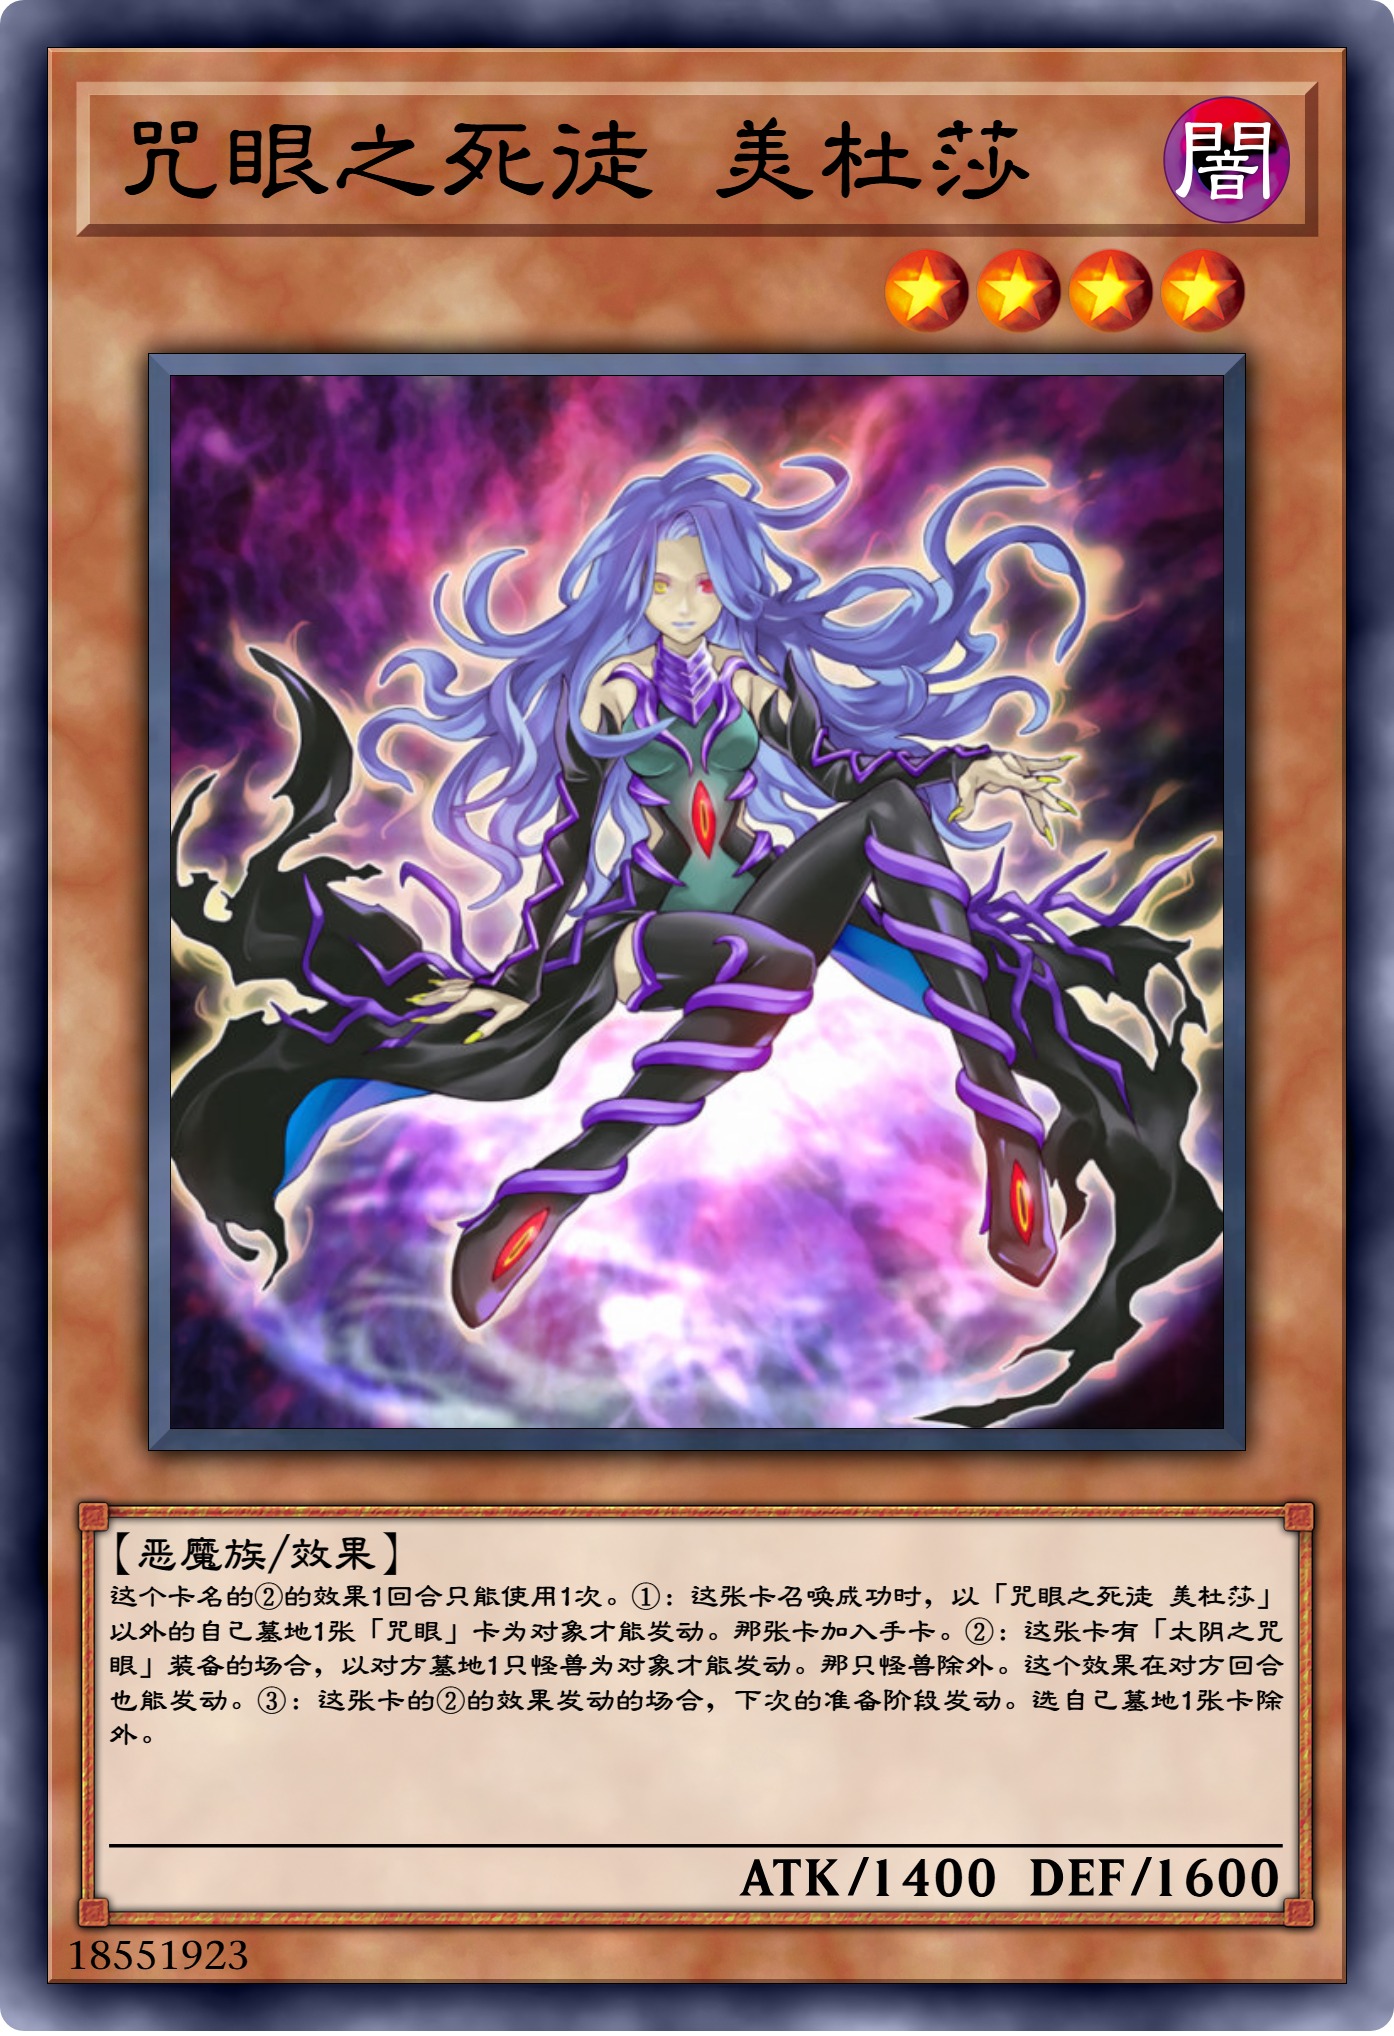 咒眼之死徒 美杜莎
闇
【恶魔族/效果】
这个卡名的②的效果1回合只能使用1次。①：这张卡召唤成功时，以「咒眼之死徒 美杜莎」
以外的自己墓地1张「咒眼」卡为对象才能发动。那张卡加入手卡。②：这张卡有「太阴之咒
眼」装备的场合，以对方墓地1只怪兽为对象才能发动。那只怪兽除外。这个效果在对方回合
也能发动。③：这张卡的②的效果发动的场合，下次的准备阶段发动。选自己墓地1张卡除
外。
ATK/1400 DEF/1600
18551923